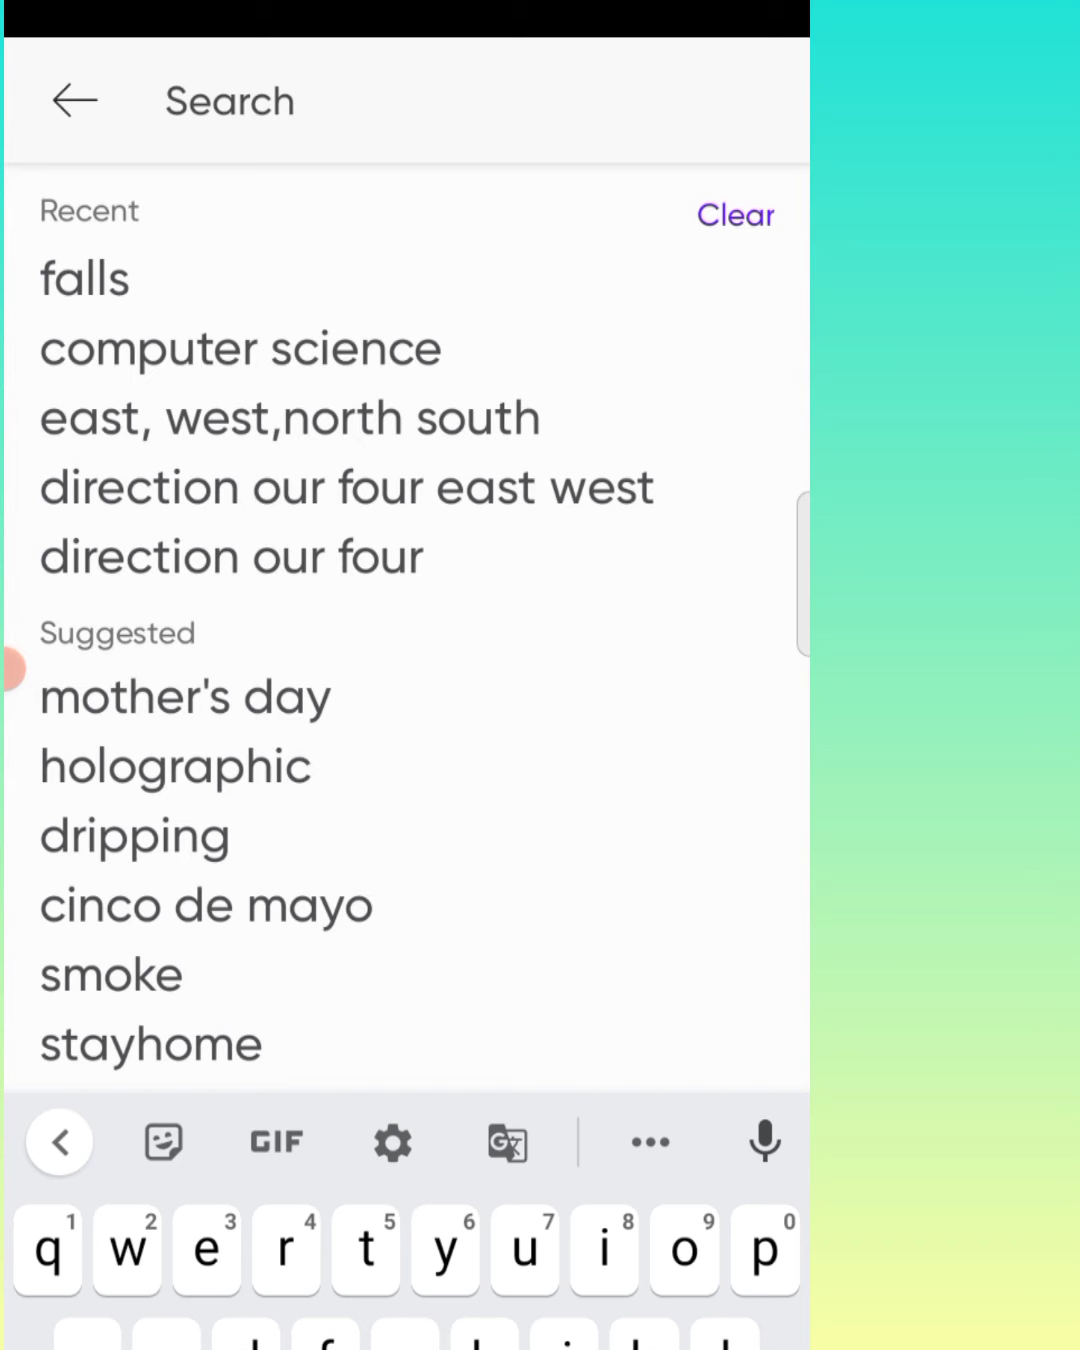 Search
Recent
Clear
falls
computer science
east, west,north south
direction our four east west
direction our four
Suggested
mother's day
holographic
dripping
cinco de mayo
smoke
stayhome
GIF
1 2 3 4 5 6 7 8 9 0
q w e r t y u i o p